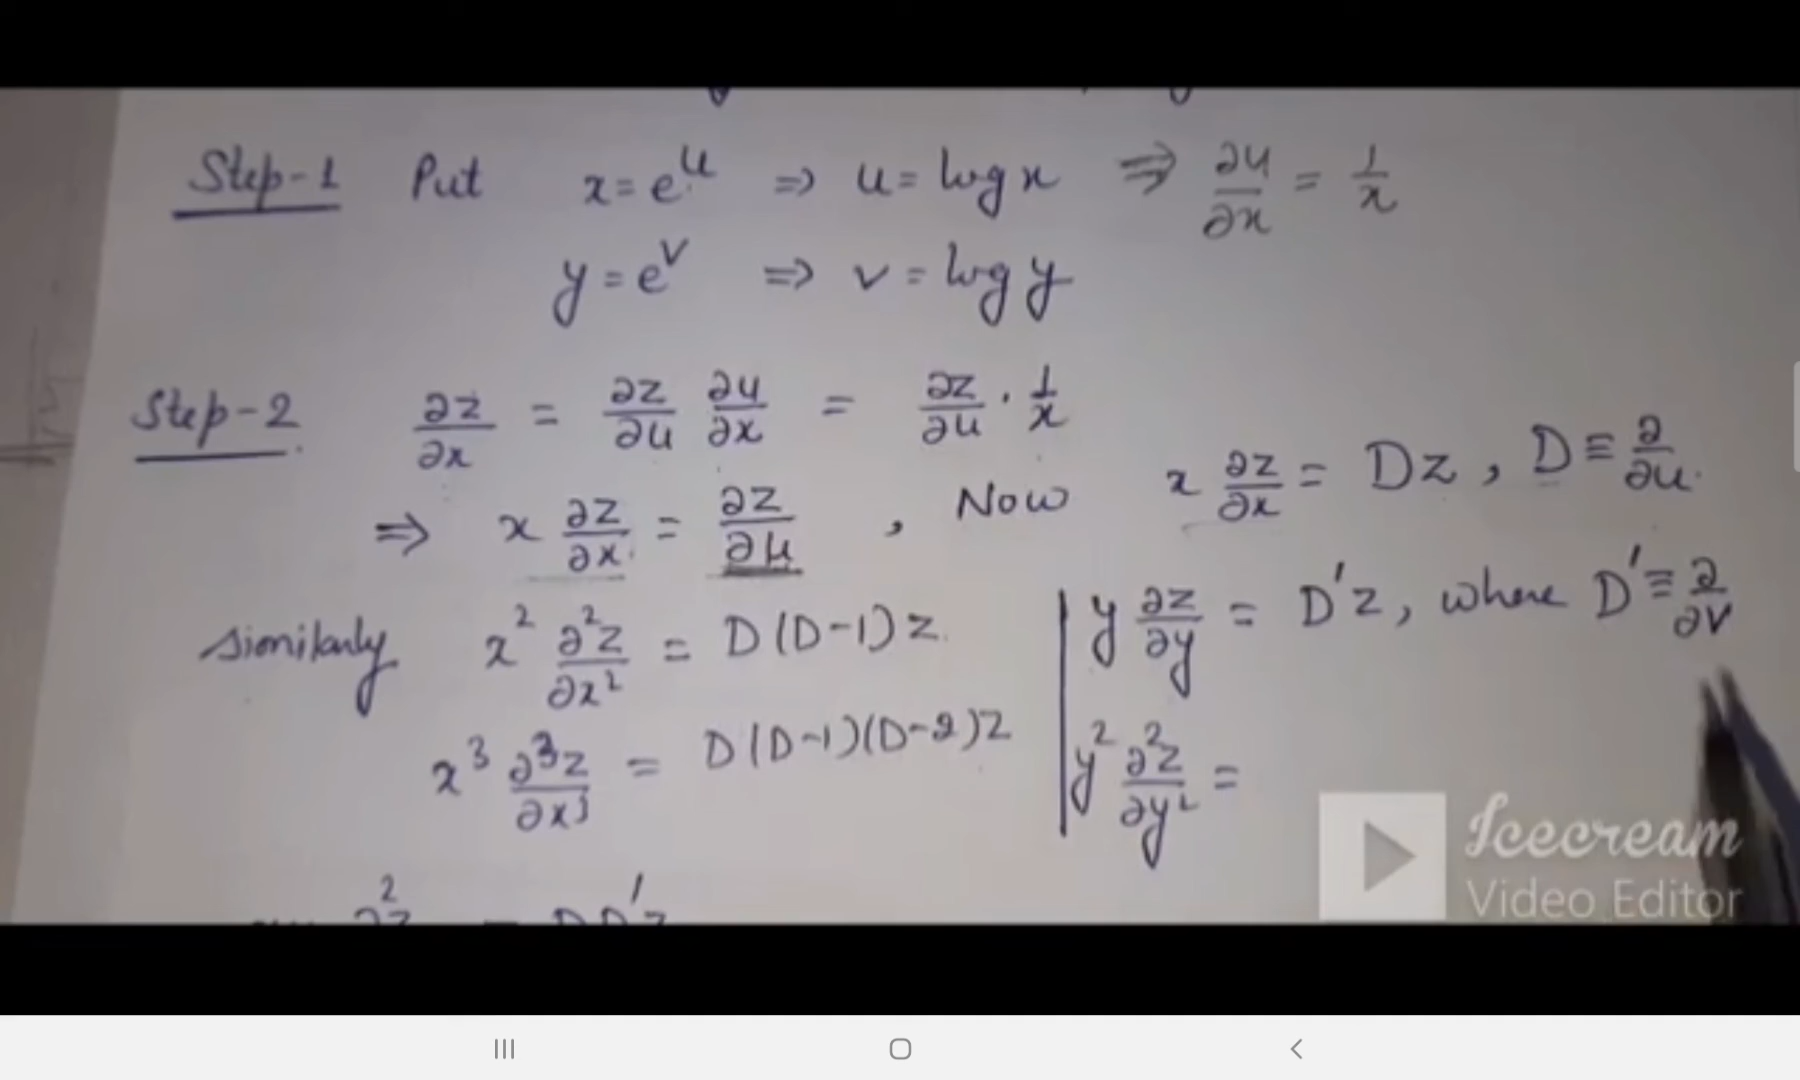 Step-1 Put x = e^u ⇒ u = log x ⇒ ∂u/∂x = 1/x
y = e^v ⇒ v = log y
Step-2 ∂z/∂x = ∂z/∂u ∂u/∂x = ∂z/∂u · 1/x
⇒ x ∂z/∂x = ∂z/∂u , Now x ∂z/∂x = Dz , D ≡ ∂/∂u.
Similarly x² ∂²z/∂x² = D(D-1)z
y ∂z/∂y = D'z, where D' ≡ ∂/∂v
x³ ∂³z/∂x³ = D(D-1)(D-2)z
y² ∂²z/∂y² =
Icecream
Video Editor